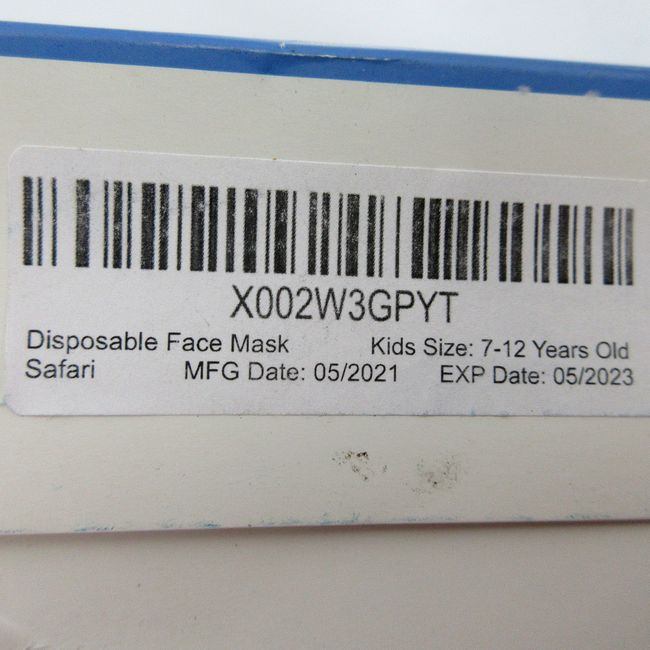 X002W3GPYT
Disposable Face Mask Kids Size: 7-12 Years Old
Safari MFG Date: 05/2021 EXP Date: 05/2023